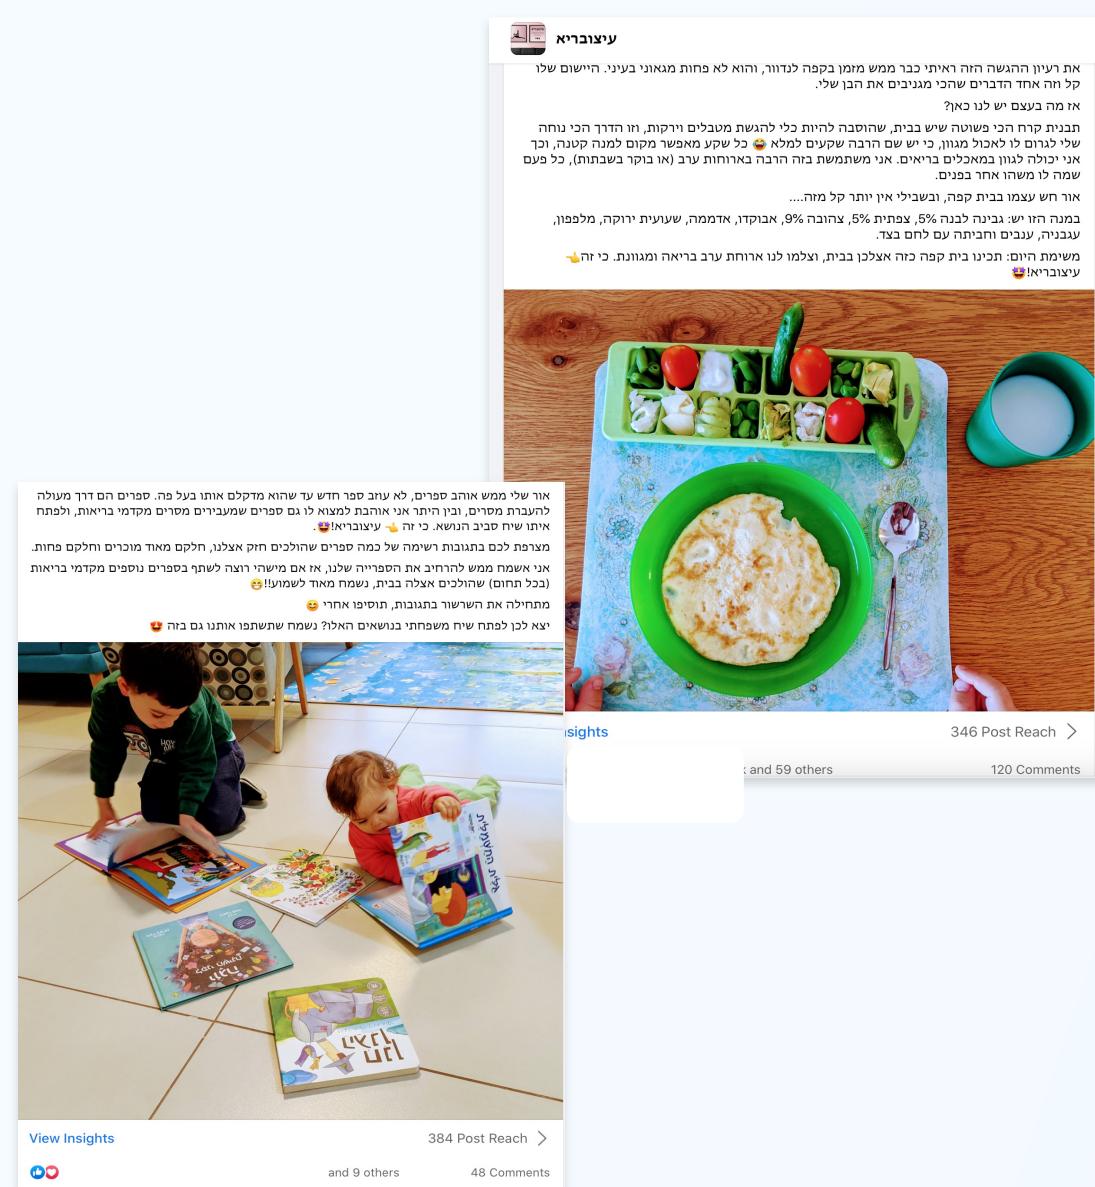 עיצובריא
את רעיון ההגשה הזה ראיתי כבר ממש מזמן בקפה לנדוור, והוא לא פחות מגאוני בעיני. היישום שלו
קל וזה אחד הדברים שהכי מגניבים את הבן שלי.
אז מה בעצם יש לנו כאן?
תבנית קרח הכי פשוטה שיש בבית, שהוסבה להיות כלי להגשת מטבלים וירקות, וזו הדרך הכי נוחה
שלי לגרום לו לאכול מגוון, כי יש שם הרבה שקעים למלא 😂 כל שקע מאפשר מקום למנה קטנה, וכך
אני יכולה לגוון במאכלים בריאים. אני משתמשת בזה הרבה בארוחות ערב (או בוקר בשבתות), כל פעם
שמה לו משהו אחר בפנים.
אור חש עצמו בבית קפה, ובשבילי אין יותר קל מזה....
במנה הזו יש: גבינה לבנה 5%, צפתית 5%, צהובה 9%, אבוקדו, אדממה, שעועית ירוקה, מלפפון,
עגבניה, ענבים וחביתה עם לחם בצד.
משימת היום: תכינו בית קפה כזה אצלכן בבית, וצלמו לנו ארוחת ערב בריאה ומגוונת. כי זה👈
עיצובריא!🤩
nsights
346 Post Reach
and 59 others
120 Comments
אור שלי ממש אוהב ספרים, לא עוזב ספר חדש עד שהוא מדקלם אותו בעל פה. ספרים הם דרך מעולה
להעברת מסרים, ובין היתר אני אוהבת למצוא לו גם ספרים שמעבירים מסרים מקדמי בריאות, ולפתח
איתו שיח סביב הנושא. כי זה 👈 עיצובריא!🤩.
מצרפת לכם בתגובות רשימה של כמה ספרים שהולכים חזק אצלנו, חלקם מאוד מוכרים וחלקם פחות.
אני אשמח ממש להרחיב את הספרייה שלנו, אז אם מישהי רוצה לשתף בספרים נוספים מקדמי בריאות
(בכל תחום) שהולכים אצלה בבית, נשמח מאוד לשמוע!!😁
מתחילה את השרשור בתגובות, תוסיפו אחרי 😊
יצא לכן לפתח שיח משפחתי בנושאים האלו? נשמח שתשתפו אותנו גם בזה 😍
אלית החשמלית
View Insights
384 Post Reach
and 9 others
48 Comments